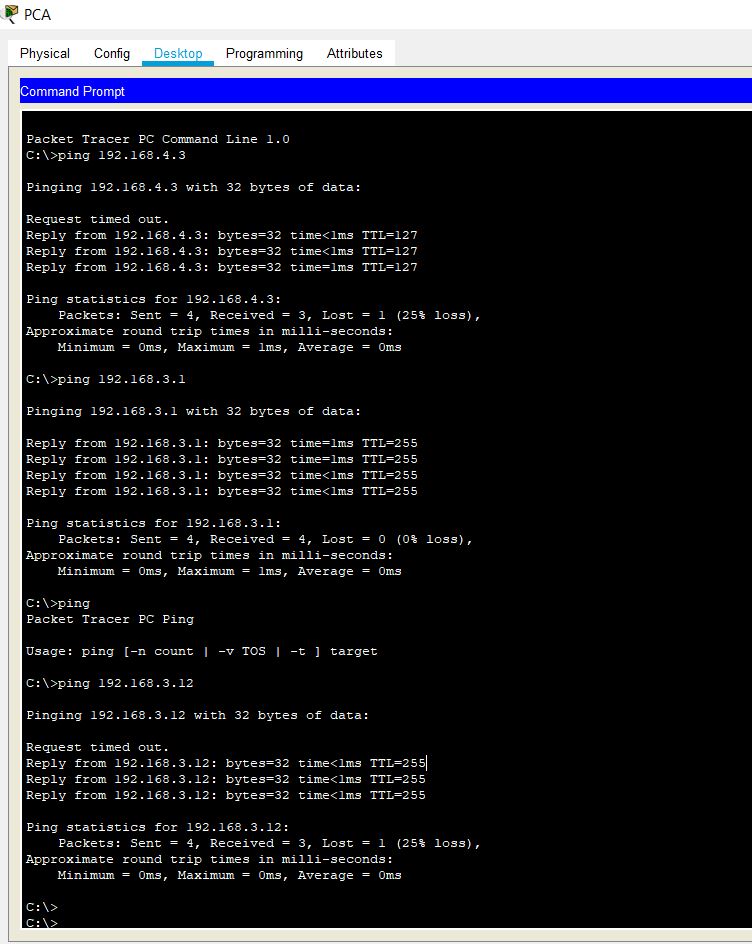 PCA
Physical Config Desktop Programming Attributes
Command Prompt
Packet Tracer PC Command Line 1.0
C:\>ping 192.168.4.3
Pinging 192.168.4.3 with 32 bytes of data:
Request timed out.
Reply from 192.168.4.3: bytes=32 time<1ms TTL=127
Reply from 192.168.4.3: bytes=32 time<1ms TTL=127
Reply from 192.168.4.3: bytes=32 time=1ms TTL=127
Ping statistics for 192.168.4.3:
    Packets: Sent = 4, Received = 3, Lost = 1 (25% loss),
Approximate round trip times in milli-seconds:
    Minimum = 0ms, Maximum = 1ms, Average = 0ms
C:\>ping 192.168.3.1
Pinging 192.168.3.1 with 32 bytes of data:
Reply from 192.168.3.1: bytes=32 time=1ms TTL=255
Reply from 192.168.3.1: bytes=32 time=1ms TTL=255
Reply from 192.168.3.1: bytes=32 time<1ms TTL=255
Reply from 192.168.3.1: bytes=32 time<1ms TTL=255
Ping statistics for 192.168.3.1:
    Packets: Sent = 4, Received = 4, Lost = 0 (0% loss),
Approximate round trip times in milli-seconds:
    Minimum = 0ms, Maximum = 1ms, Average = 0ms
C:\>ping
Packet Tracer PC Ping
Usage: ping [-n count | -v TOS | -t ] target
C:\>ping 192.168.3.12
Pinging 192.168.3.12 with 32 bytes of data:
Request timed out.
Reply from 192.168.3.12: bytes=32 time<1ms TTL=255
Reply from 192.168.3.12: bytes=32 time<1ms TTL=255
Reply from 192.168.3.12: bytes=32 time<1ms TTL=255
Ping statistics for 192.168.3.12:
    Packets: Sent = 4, Received = 3, Lost = 1 (25% loss),
Approximate round trip times in milli-seconds:
    Minimum = 0ms, Maximum = 0ms, Average = 0ms
C:\>
C:\>